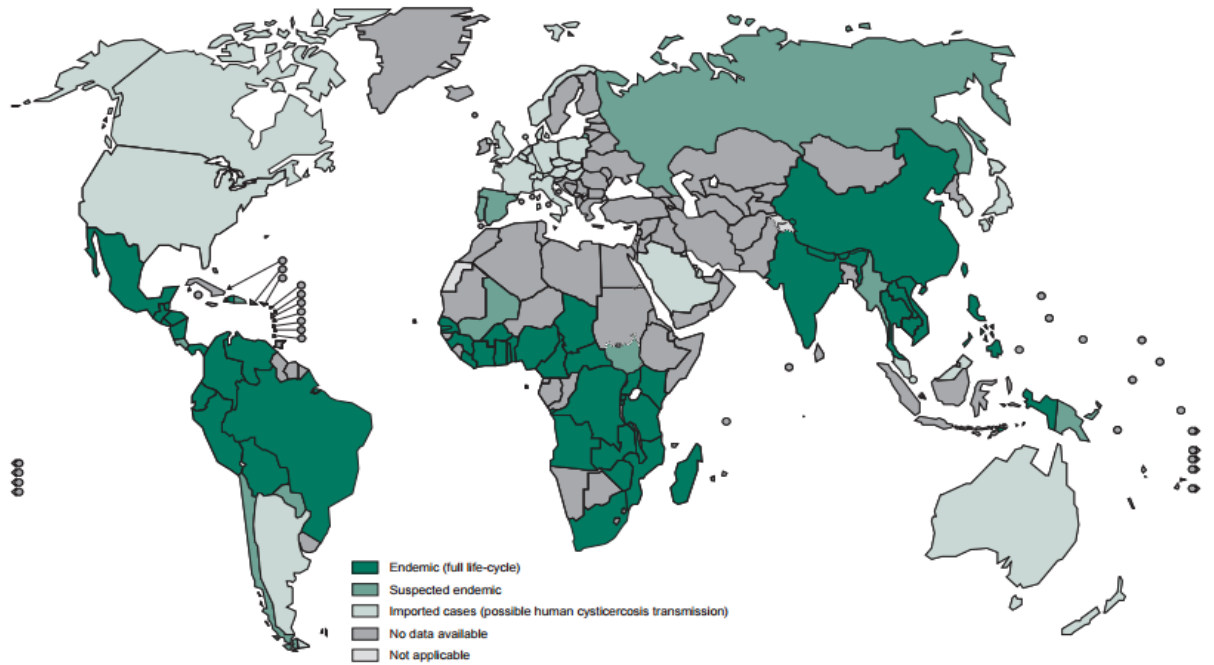 Endemic (full life-cycle)
Suspected endemic
Imported cases (possible human cysticercosis transmission)
No data available
Not applicable